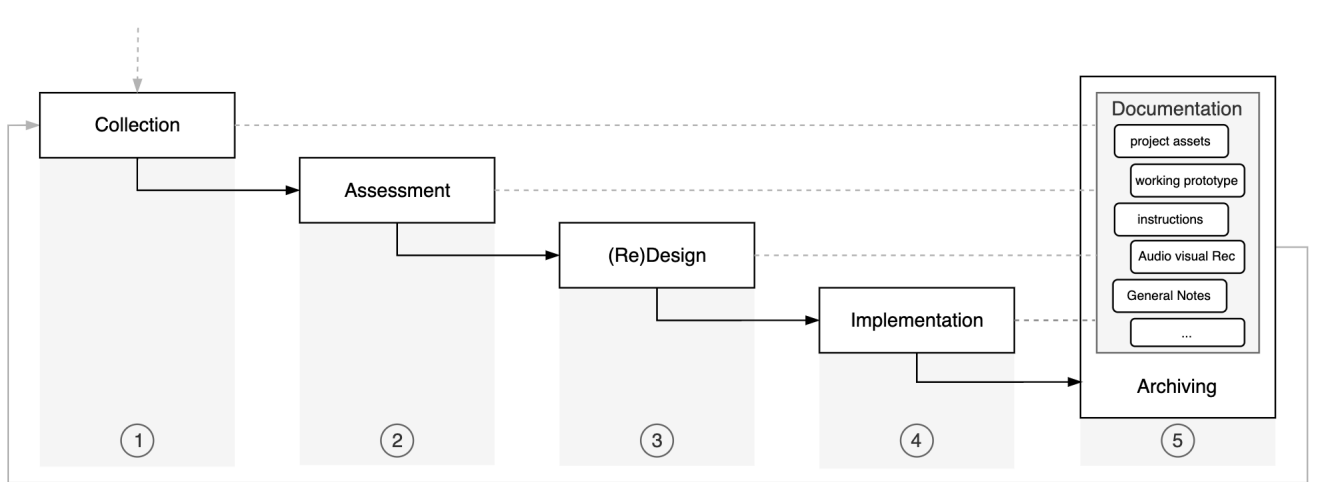 Collection
Assessment
(Re)Design
Implementation
Documentation
project assets
working prototype
instructions
Audio visual Rec
General Notes
...
Archiving
1
2
3
4
5